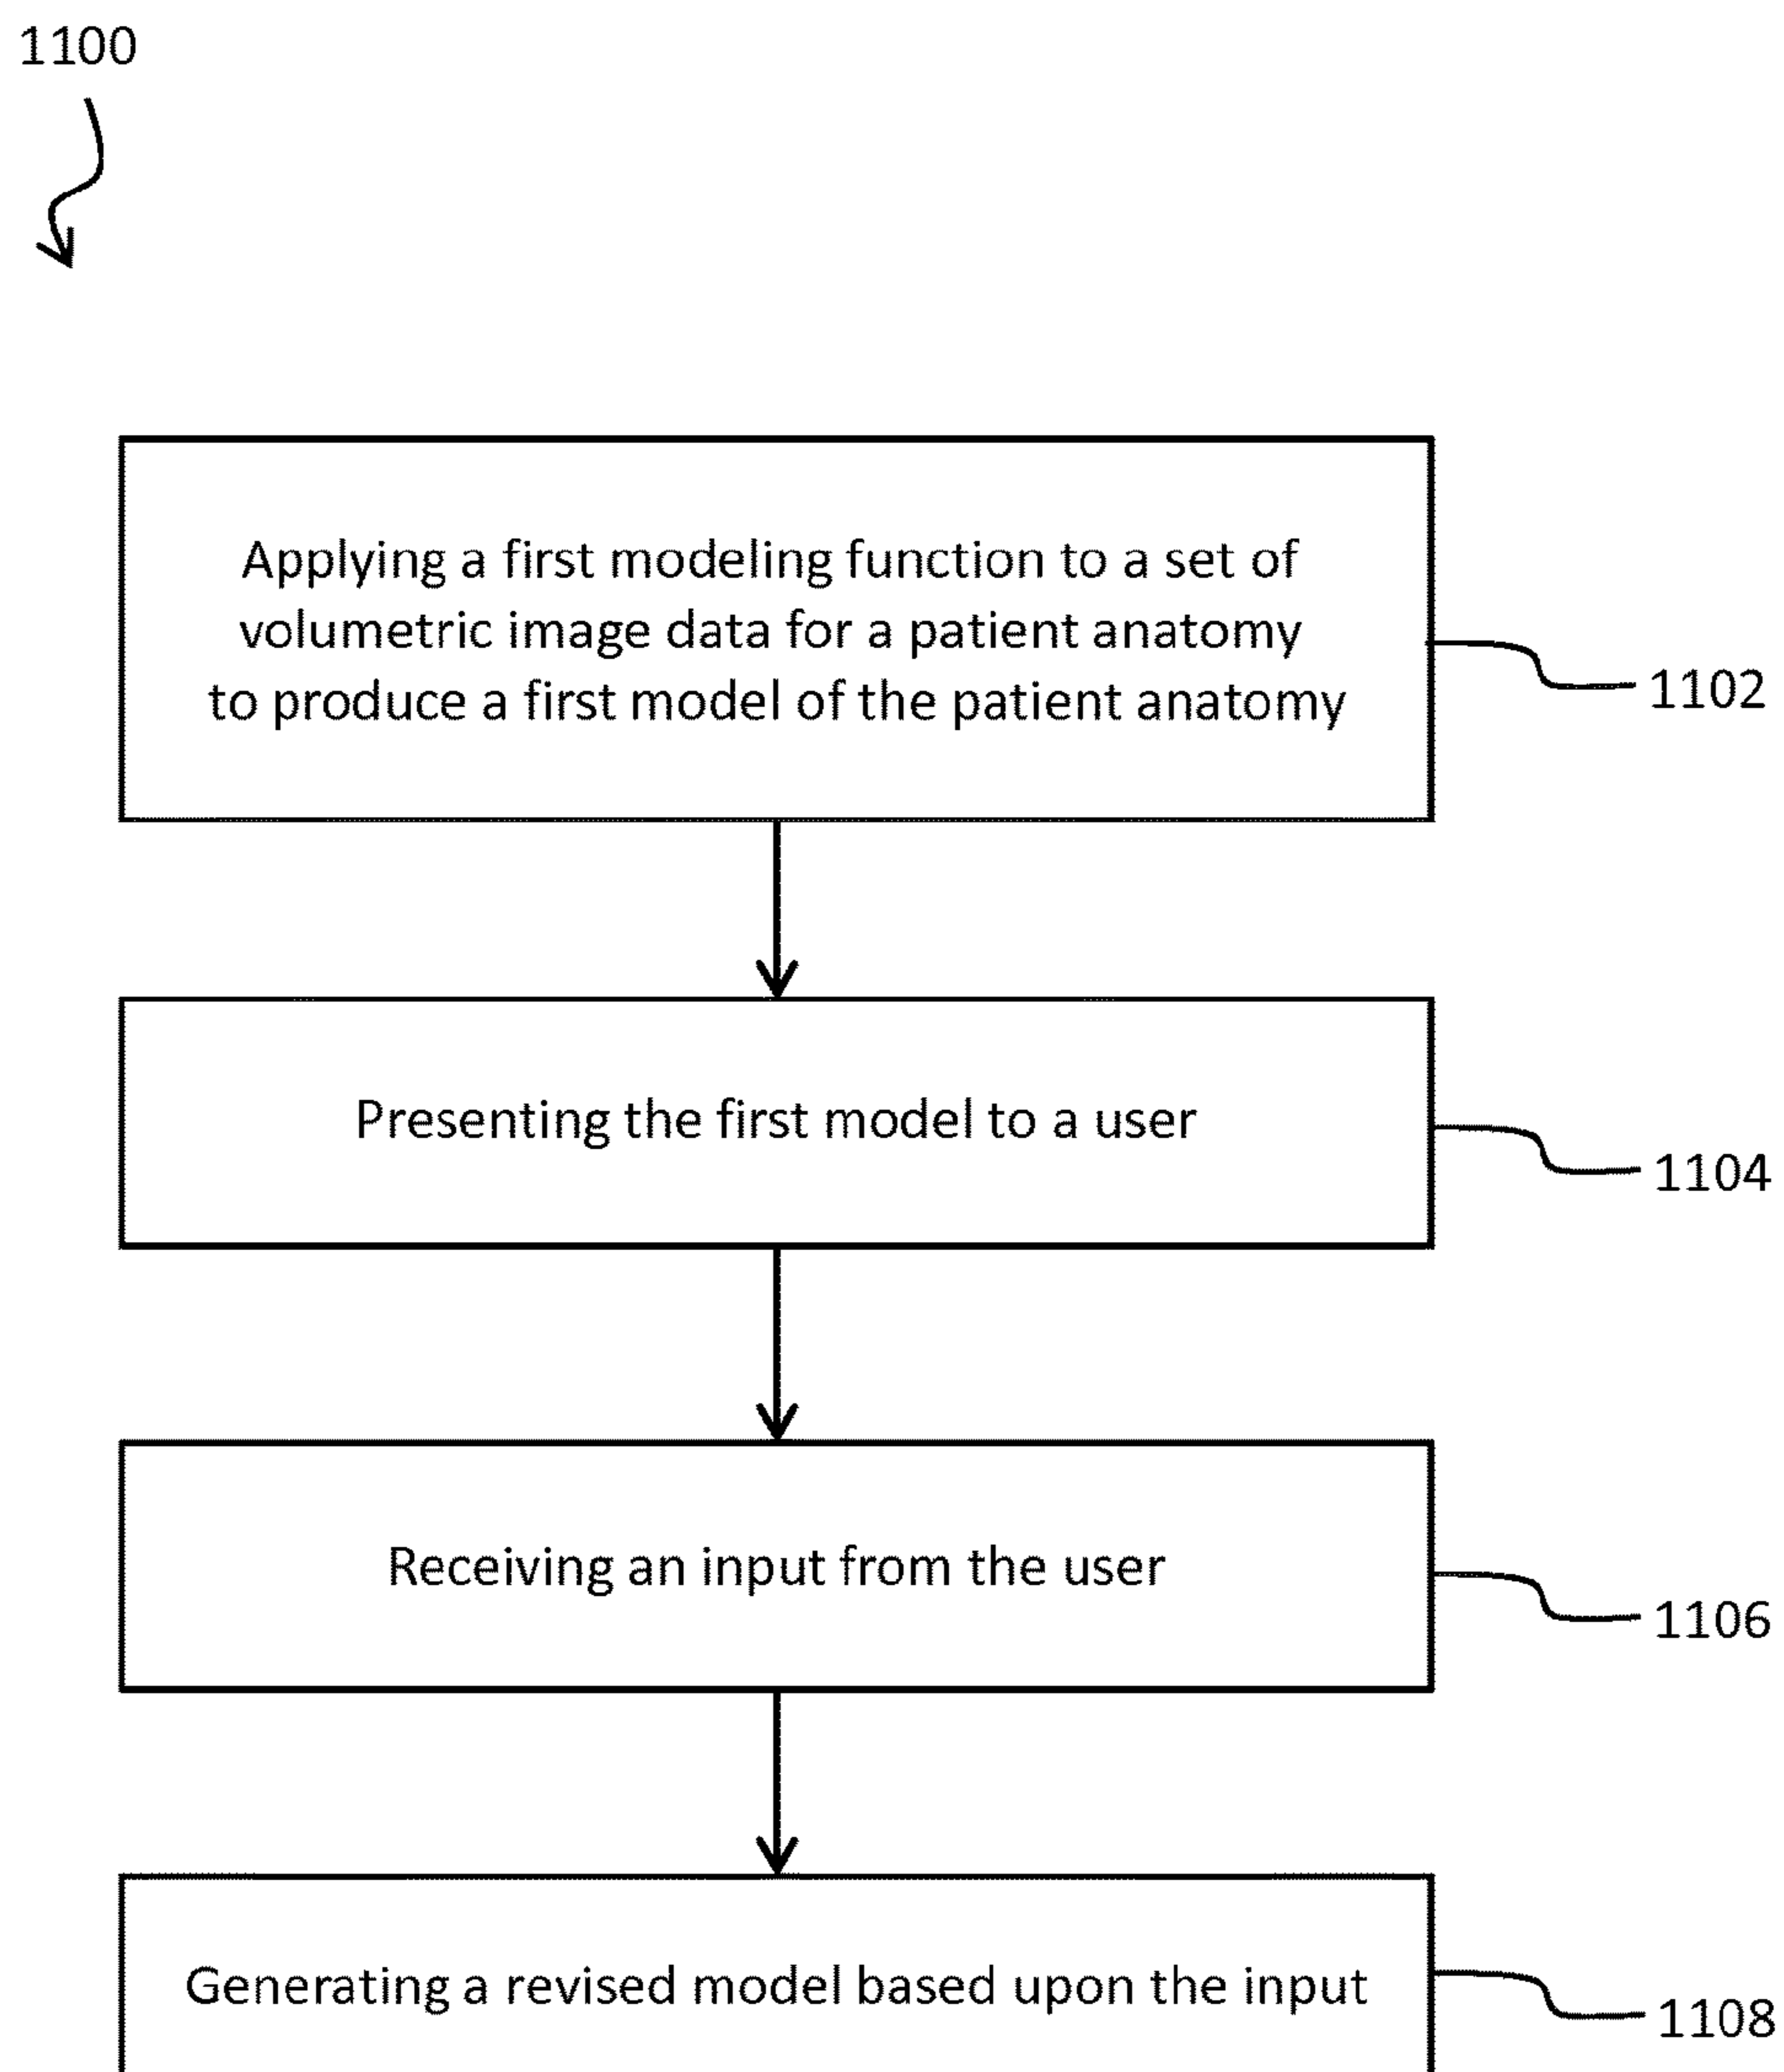 1100
Applying a first modeling function to a set of
volumetric image data for a patient anatomy
to produce a first model of the patient anatomy
1102
Presenting the first model to a user
1104
Receiving an input from the user
1106
Generating a revised model based upon the input
1108